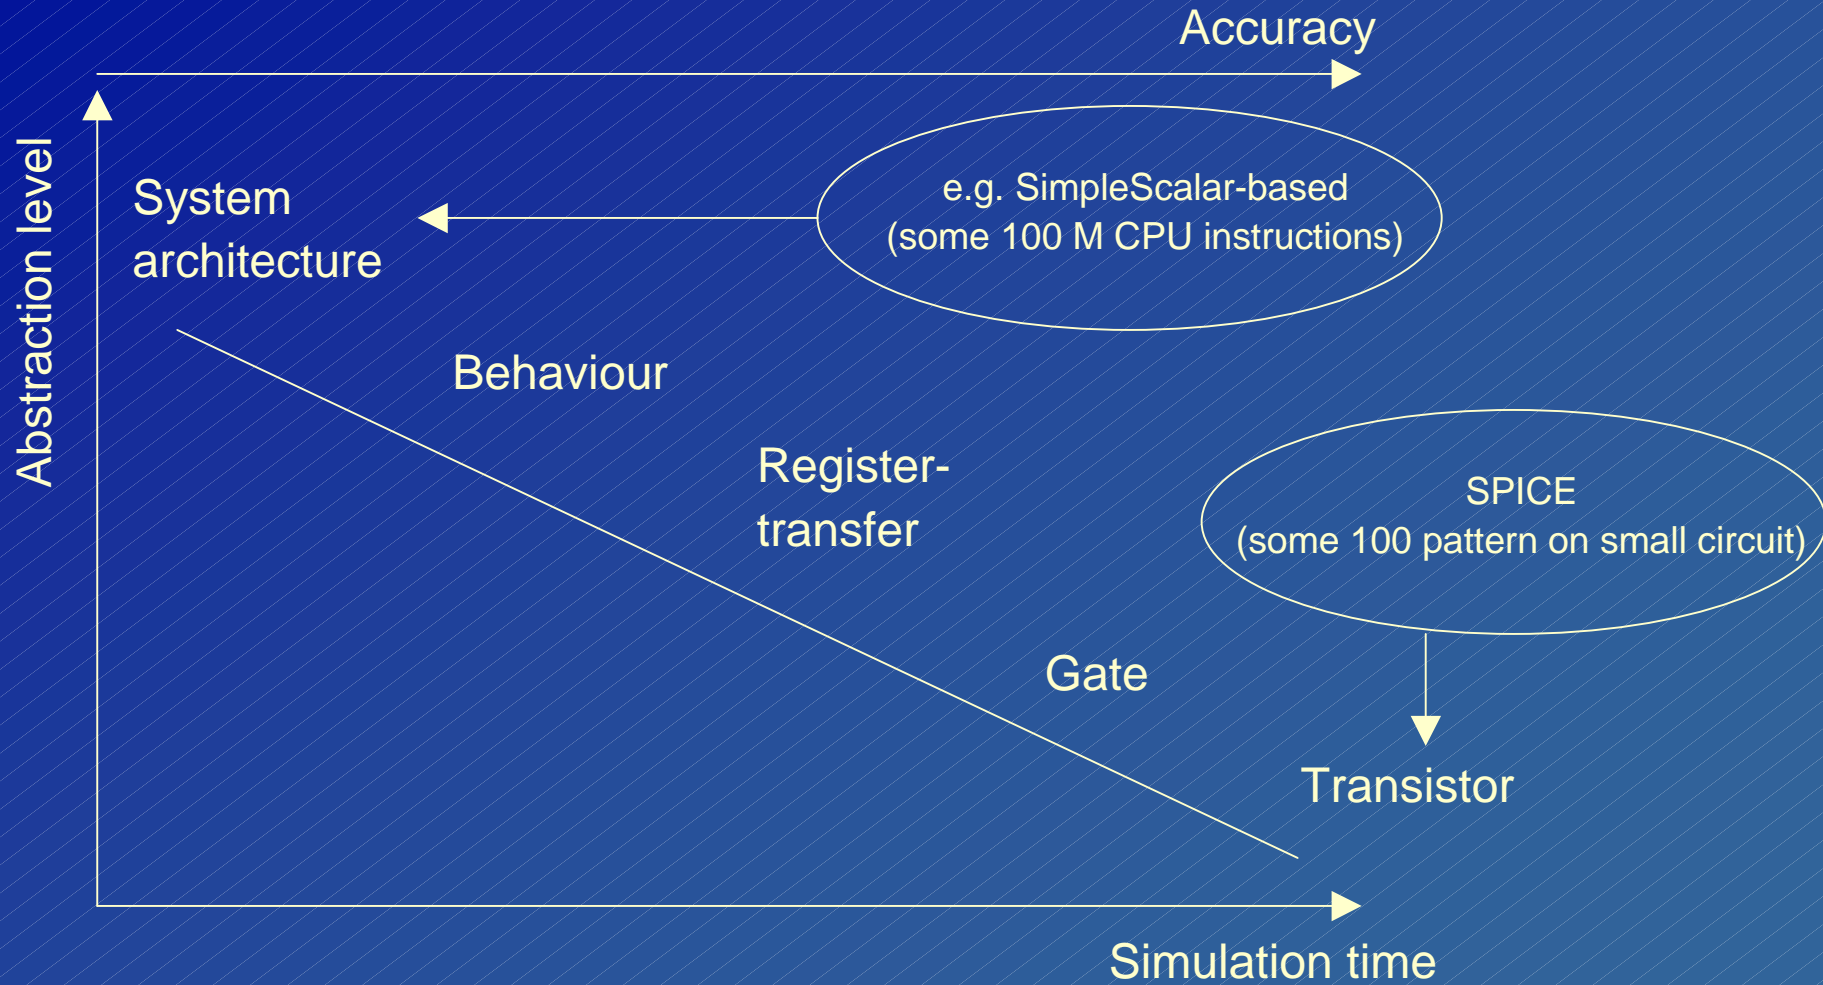 Accuracy
Abstraction level
System
architecture
e.g. SimpleScalar-based
(some 100 M CPU instructions)
Behaviour
Register-
transfer
SPICE
(some 100 pattern on small circuit)
Gate
Transistor
Simulation time